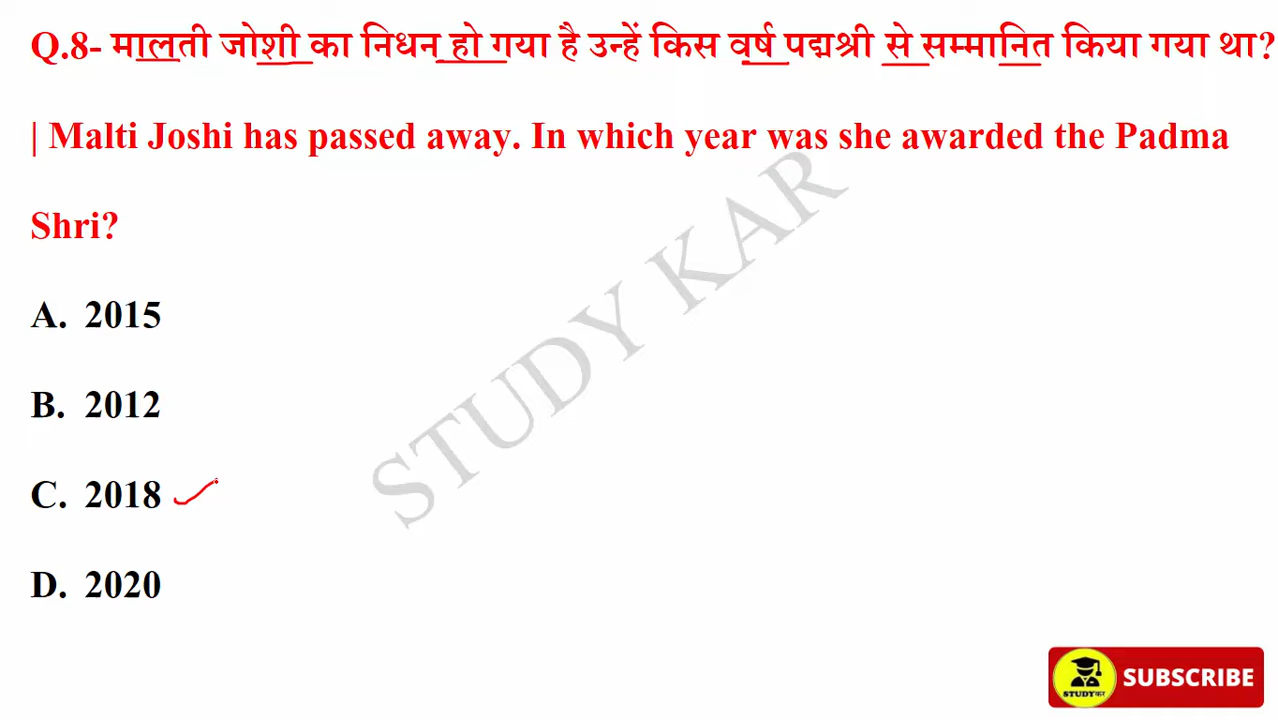 Q.8- मालती जोशी का निधन हो गया है उन्हें किस वर्ष पद्मश्री से सम्मानित किया गया था?
| Malti Joshi has passed away. In which year was she awarded the Padma
Shri?
A. 2015
B. 2012
C. 2018
D. 2020
STUDY KAR
STUDYकर
SUBSCRIBE